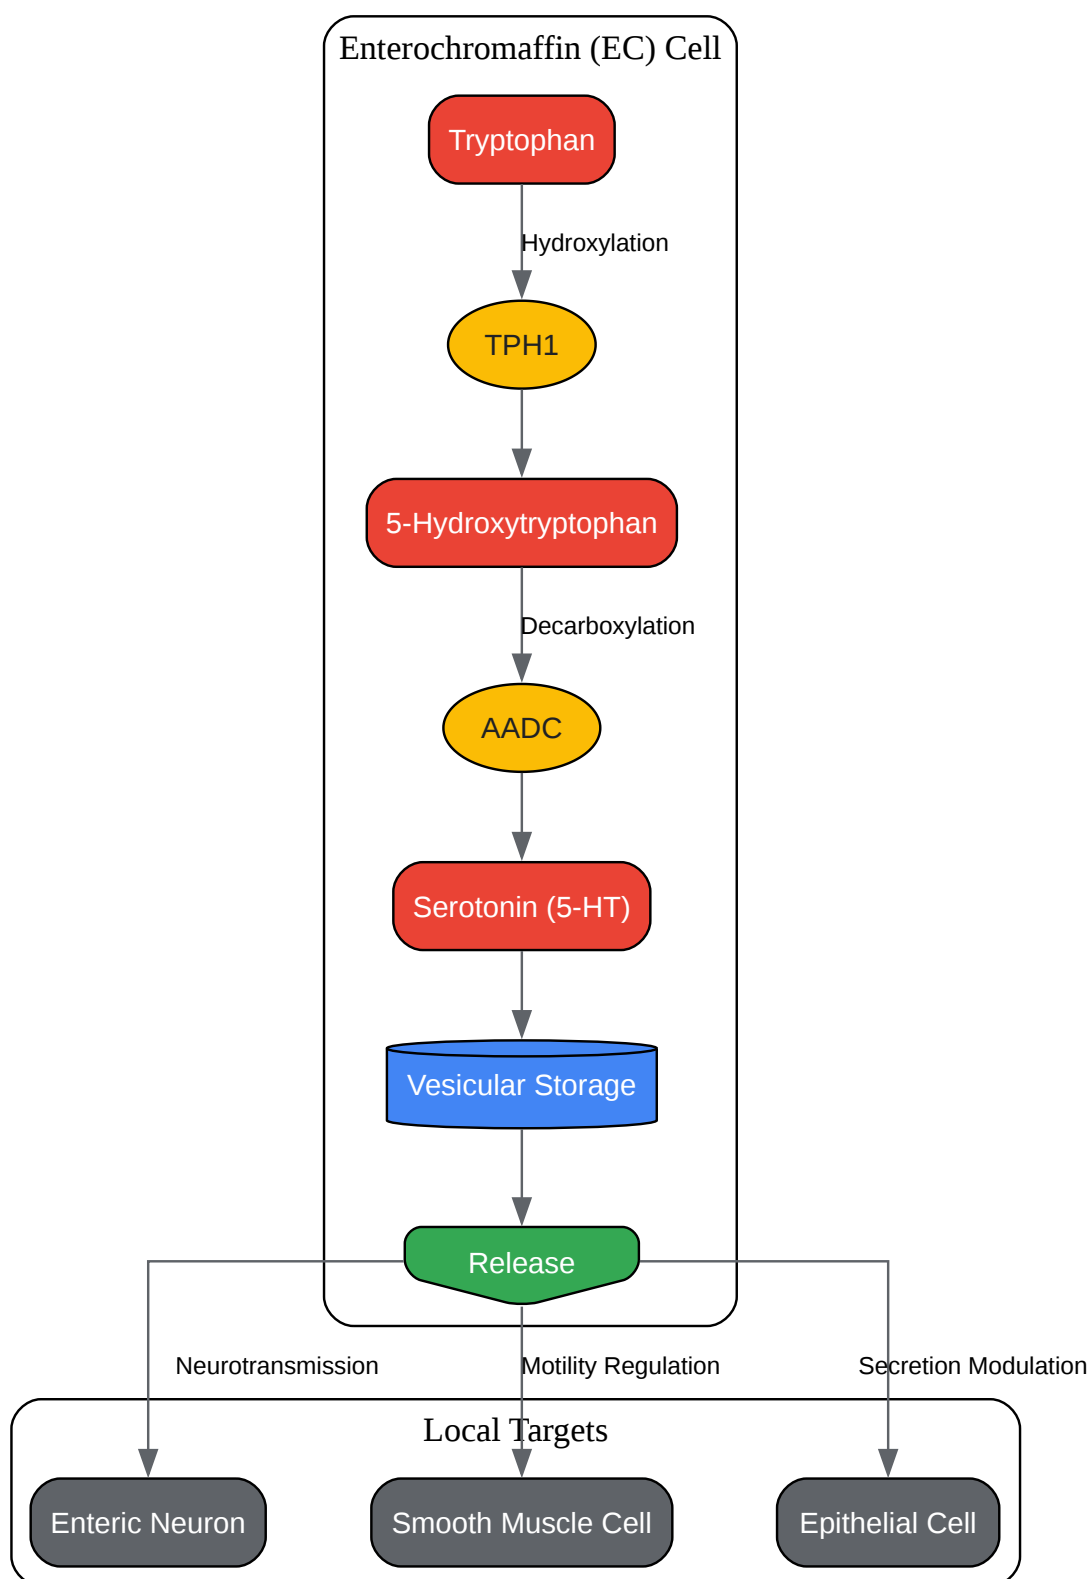 Enterochromaffin (EC) Cell
Tryptophan
Hydroxylation
TPH1
5-Hydroxytryptophan
Decarboxylation
AADC
Serotonin (5-HT)
Vesicular Storage
Release
Neurotransmission
Motility Regulation
Secretion Modulation
Local Targets
Enteric Neuron
Smooth Muscle Cell
Epithelial Cell